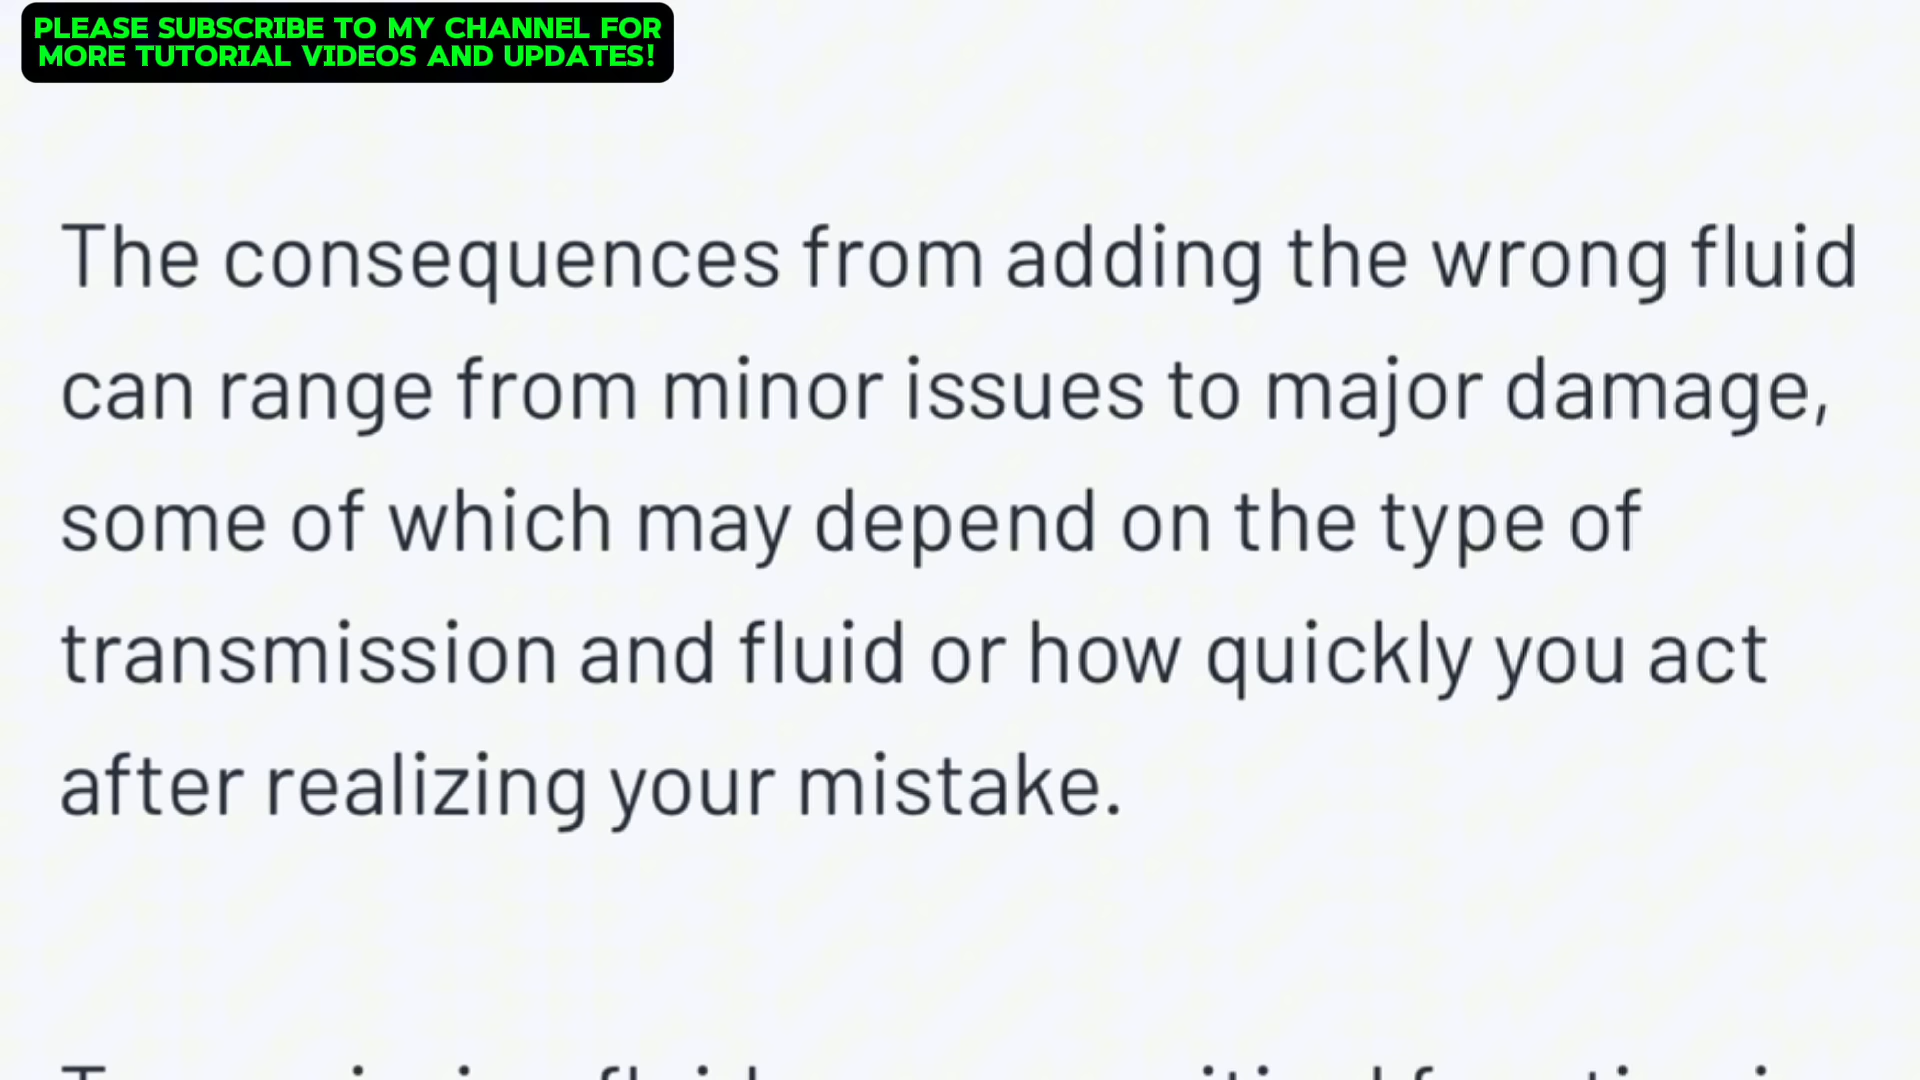 PLEASE SUBSCRIBE TO MY CHANNEL FOR
MORE TUTORIAL VIDEOS AND UPDATES!
The consequences from adding the wrong fluid
can range from minor issues to major damage,
some of which may depend on the type of
transmission and fluid or how quickly you act
after realizing your mistake.